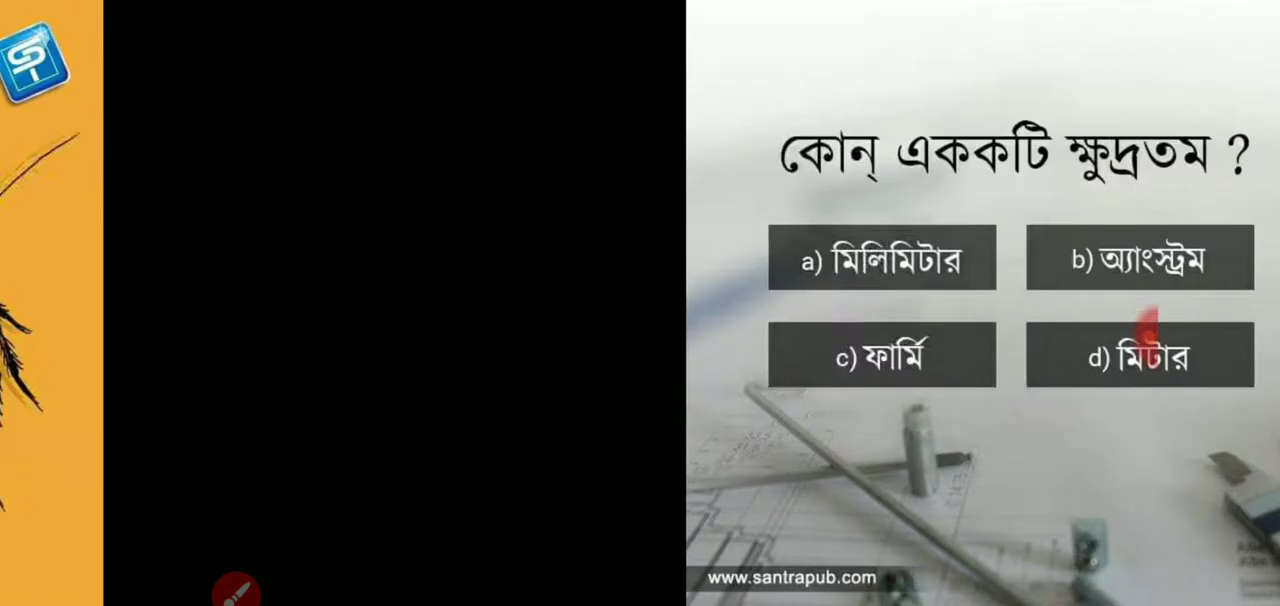 কোন্ এককটি ক্ষুদ্রতম ?
a) মিলিমিটার
b) অ্যাংস্ট্রম
c) ফার্মি
d) মিটার
www.santrapub.com